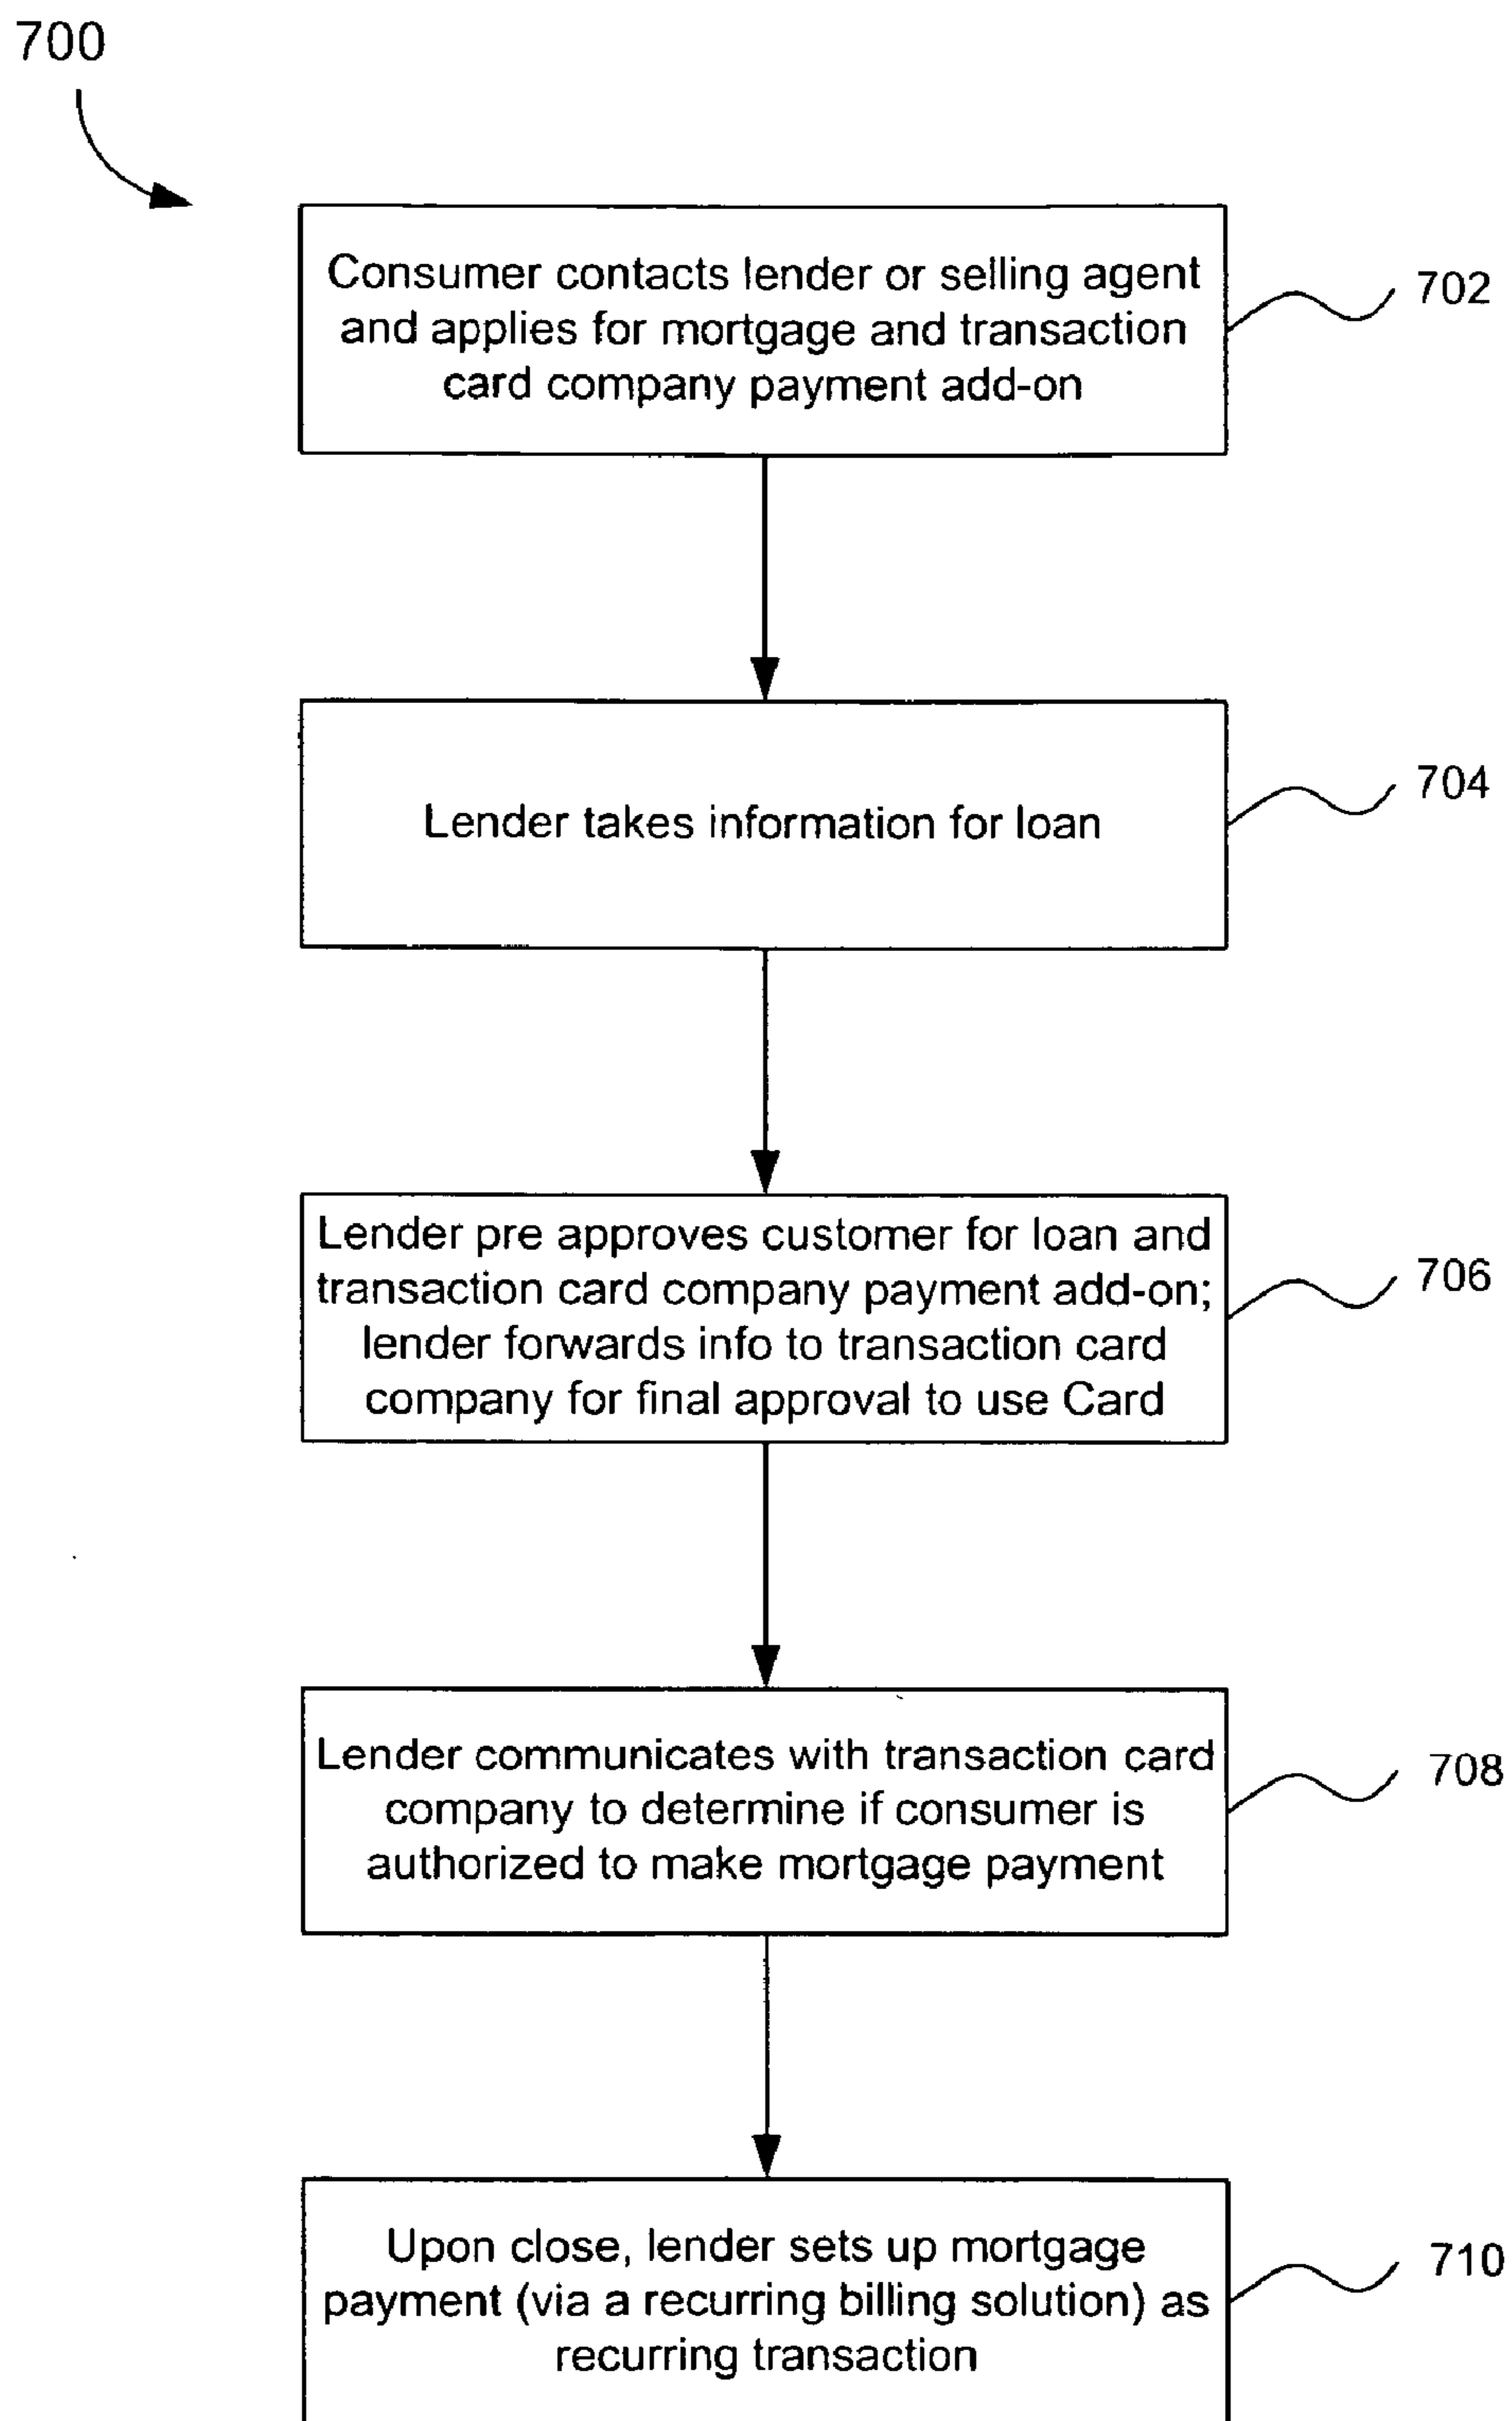 700
Consumer contacts lender or selling agent
and applies for mortgage and transaction
card company payment add-on
702
Lender takes information for loan
704
Lender pre approves customer for loan and
transaction card company payment add-on;
lender forwards info to transaction card
company for final approval to use Card
706
Lender communicates with transaction card
company to determine if consumer is
authorized to make mortgage payment
708
Upon close, lender sets up mortgage
payment (via a recurring billing solution) as
recurring transaction
710